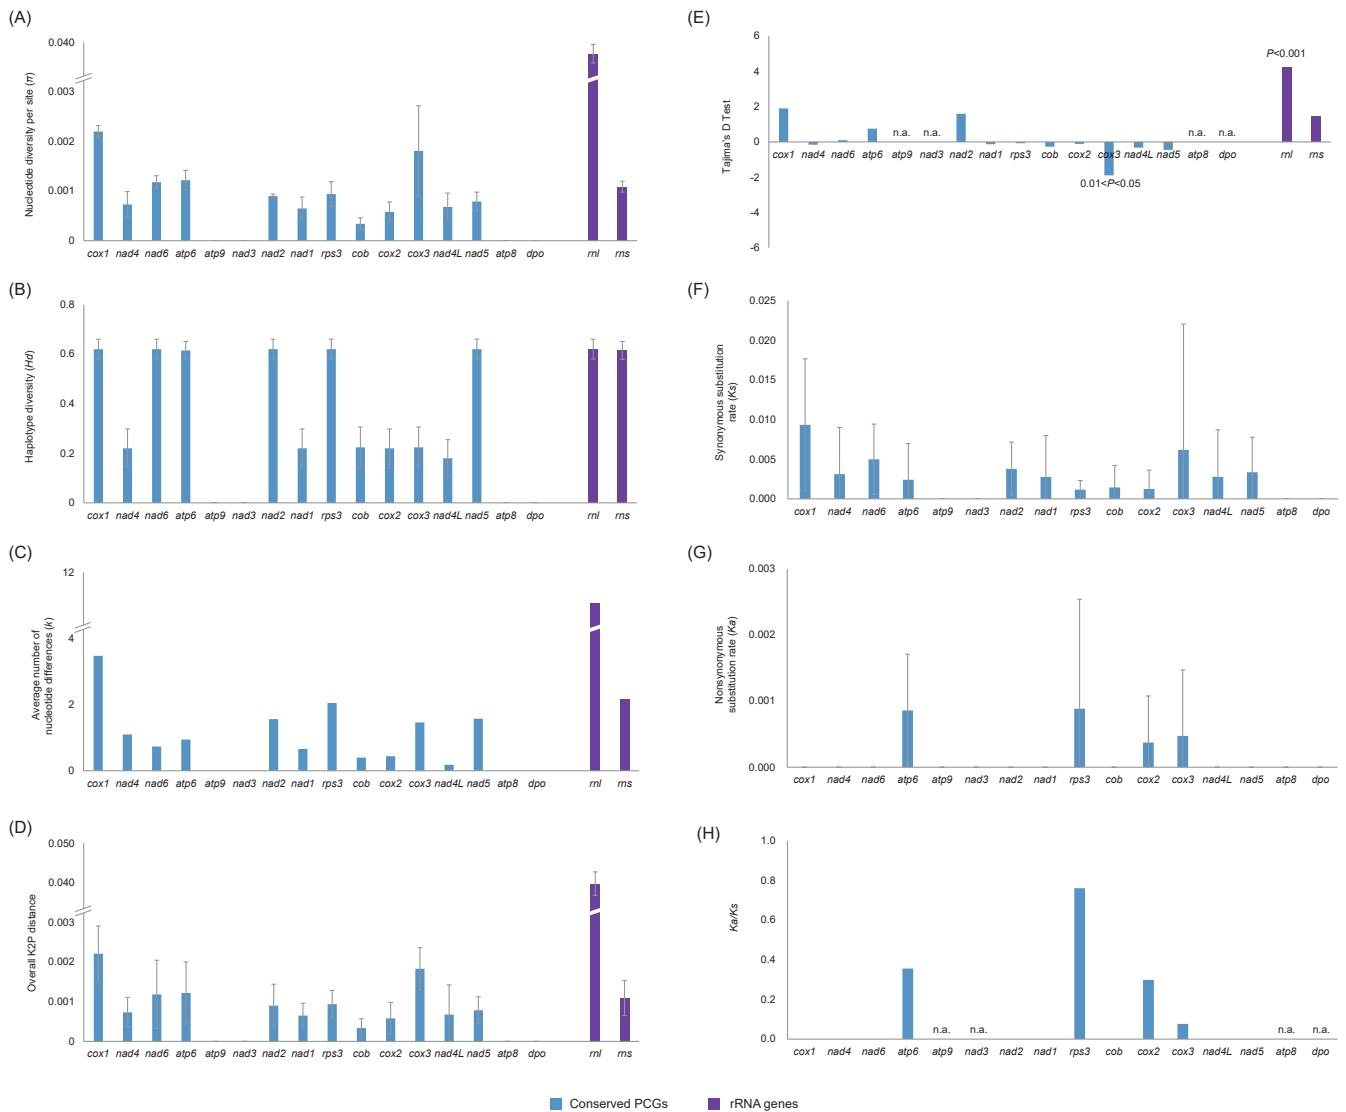 (A)
Nucleotide diversity per site (π)
0.040
0.003
0.002
0.001
0
cox1 nad4 nad6 atp6 atp9 nad3 nad2 nad1 rps3 cob cox2 cox3 nad4L nad5 atp8 dpo rnl rns
(B)
Haplotype diversity (Hd)
0.8
0.6
0.4
0.2
0
cox1 nad4 nad6 atp6 atp9 nad3 nad2 nad1 rps3 cob cox2 cox3 nad4L nad5 atp8 dpo rnl rns
(C)
Average number of
nucleotide differences (k)
12
4
2
0
cox1 nad4 nad6 atp6 atp9 nad3 nad2 nad1 rps3 cob cox2 cox3 nad4L nad5 atp8 dpo rnl rns
(D)
Overall K2P distance
0.050
0.040
0.003
0.002
0.001
0
cox1 nad4 nad6 atp6 atp9 nad3 nad2 nad1 rps3 cob cox2 cox3 nad4L nad5 atp8 dpo rnl rns
(E)
Tajima's D Test
6
4
2
0
-2
-4
-6
P<0.001
n.a. n.a. n.a. n.a.
cox1 nad4 nad6 atp6 atp9 nad3 nad2 nad1 rps3 cob cox2 cox3 nad4L nad5 atp8 dpo rnl rns
0.01<P<0.05
(F)
Synonymous substitution
rate (Ks)
0.025
0.020
0.015
0.010
0.005
0.000
cox1 nad4 nad6 atp6 atp9 nad3 nad2 nad1 rps3 cob cox2 cox3 nad4L nad5 atp8 dpo
(G)
Nonsynonymous
substitution rate (Ka)
0.003
0.002
0.001
0.000
cox1 nad4 nad6 atp6 atp9 nad3 nad2 nad1 rps3 cob cox2 cox3 nad4L nad5 atp8 dpo
(H)
Ka/Ks
1.0
0.8
0.6
0.4
0.2
0.0
n.a. n.a. n.a. n.a.
cox1 nad4 nad6 atp6 atp9 nad3 nad2 nad1 rps3 cob cox2 cox3 nad4L nad5 atp8 dpo
Conserved PCGs rRNA genes